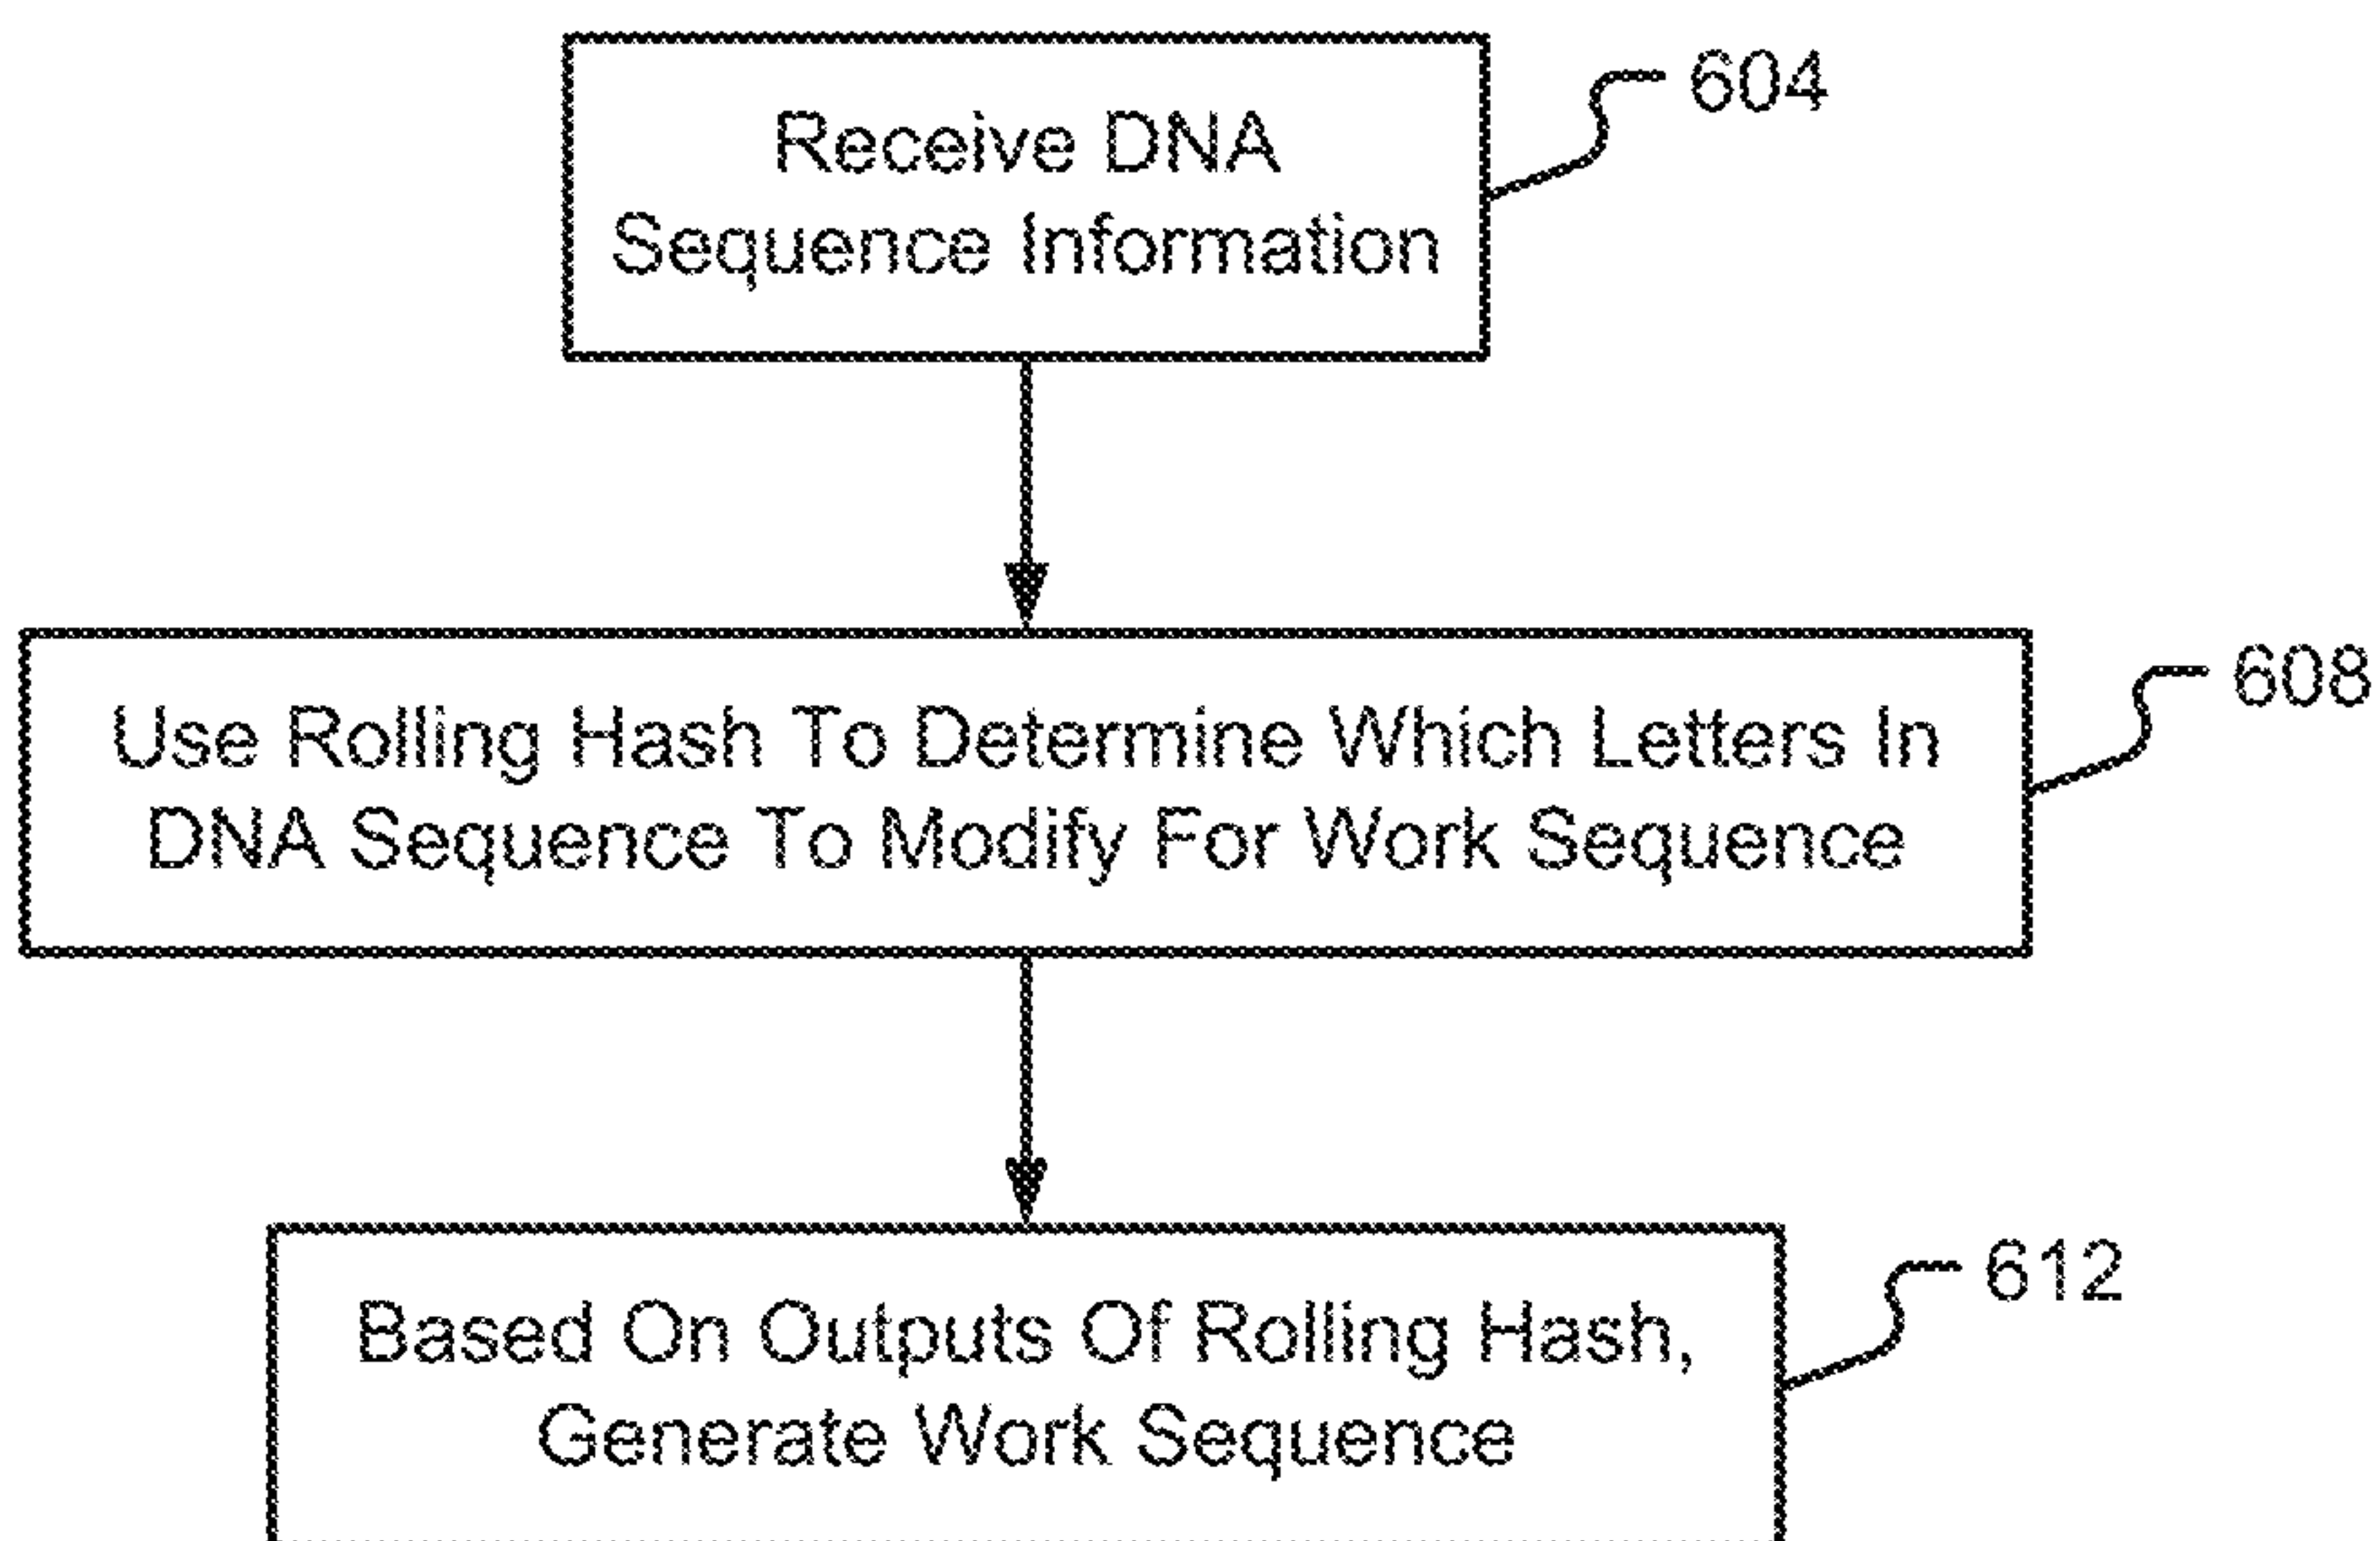 Receive DNA
Sequence Information
604
Use Rolling Hash To Determine Which Letters In
DNA Sequence To Modify For Work Sequence
608
Based On Outputs Of Rolling Hash,
Generate Work Sequence
612